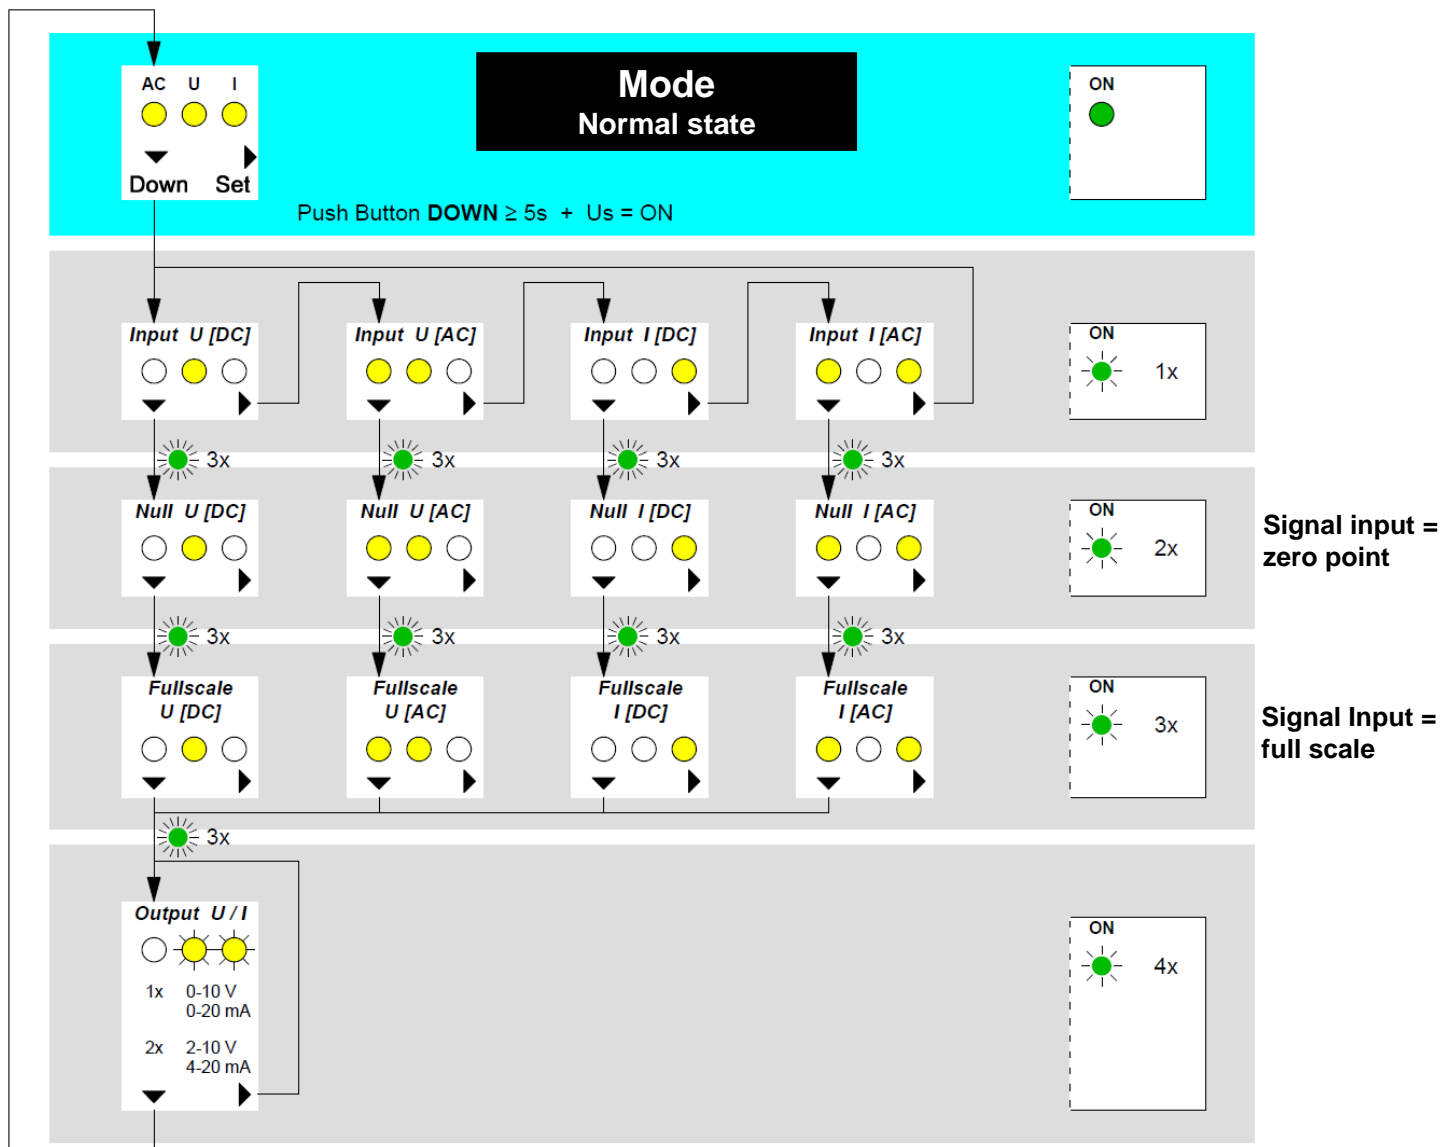 AC U I
Mode
Normal state
ON
Down Set
Push Button DOWN ≥ 5s + Us = ON
Input U [DC]
Input U [AC]
Input I [DC]
Input I [AC]
ON
1x
3x
3x
3x
3x
Null U [DC]
Null U [AC]
Null I [DC]
Null I [AC]
ON
2x
Signal input =
zero point
3x
3x
3x
3x
Fullscale
U [DC]
Fullscale
U [AC]
Fullscale
I [DC]
Fullscale
I [AC]
ON
3x
Signal Input =
full scale
3x
Output U / I
1x 0-10 V
0-20 mA
2x 2-10 V
4-20 mA
ON
4x